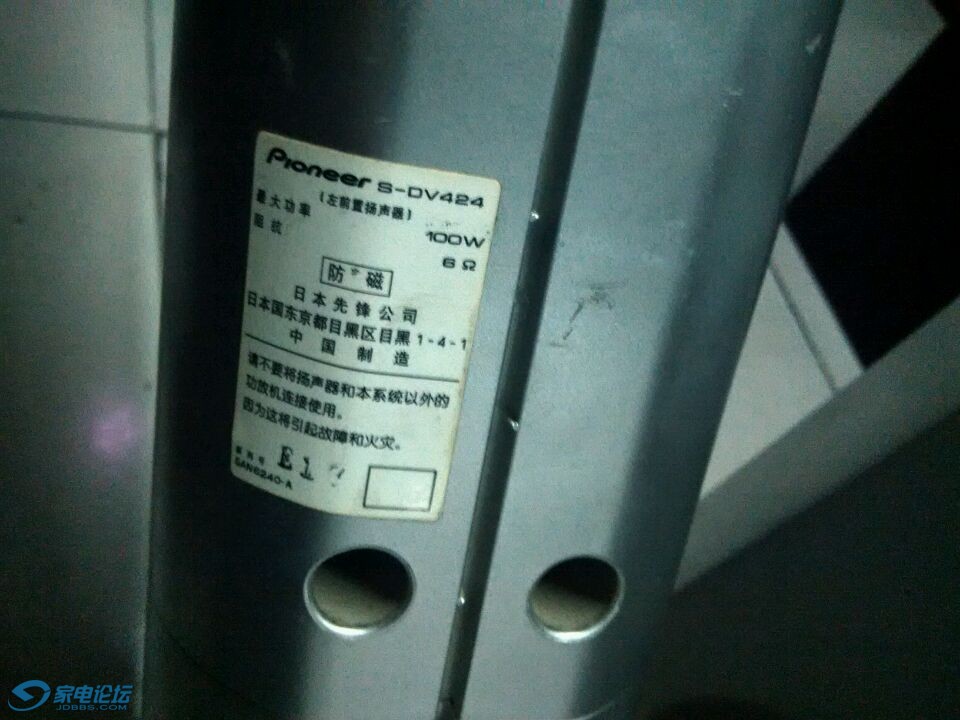 Pioneer S-DV424
(左前置扬声器)
最大功率 100W
阻抗 6Ω
防磁
日本先锋公司
日本国东京都目黑区目黑1-4-1
中国制造
请不要将扬声器和本系统以外的
功放机连接使用。
因为这将引起故障和火灾。
E1
SAN6240-A
家电论坛
JDBBS.COM